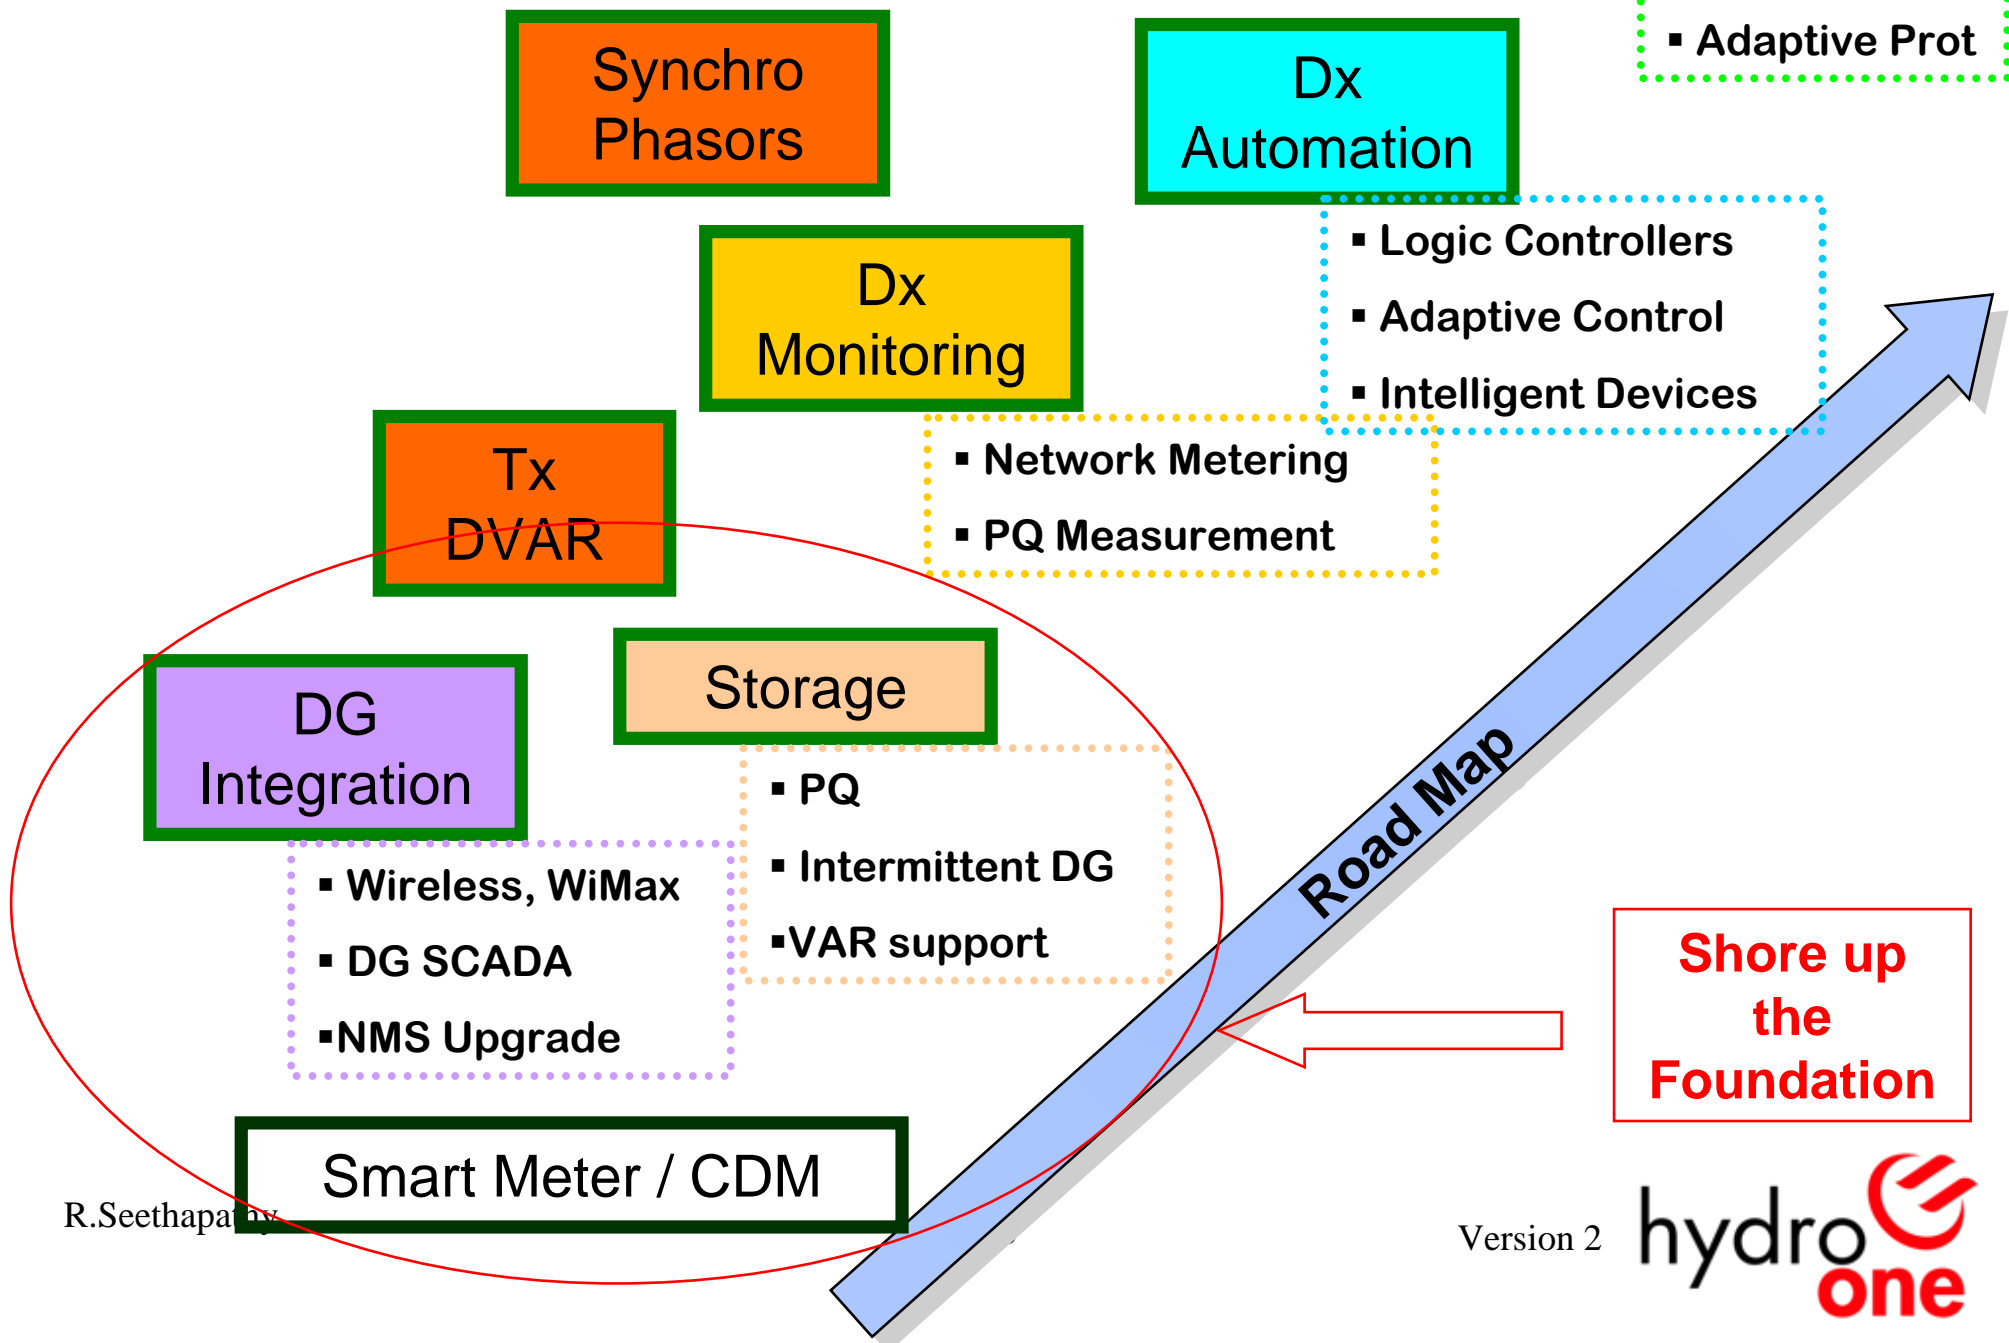 Synchro
Phasors
Dx
Automation
▪ Adaptive Prot
▪ Logic Controllers
▪ Adaptive Control
▪ Intelligent Devices
Dx
Monitoring
▪ Network Metering
▪ PQ Measurement
Tx
DVAR
Storage
▪ PQ
▪ Intermittent DG
▪VAR support
DG
Integration
▪ Wireless, WiMax
▪ DG SCADA
▪NMS Upgrade
Road Map
Shore up
the
Foundation
Smart Meter / CDM
R.Seethapathy
Version 2
hydro
one